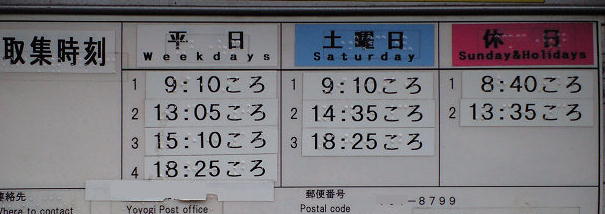 取集時刻
平日
Weekdays
1 9:10ころ
2 13:05ころ
3 15:10ころ
4 18:25ころ
土曜日
Saturday
1 9:10ころ
2 14:35ころ
3 18:25ころ
休日
Sunday&Holidays
1 8:40ころ
2 13:35ころ
連絡先
Where to contact
Yoyogi Post office
郵便番号
Postal code
-8799